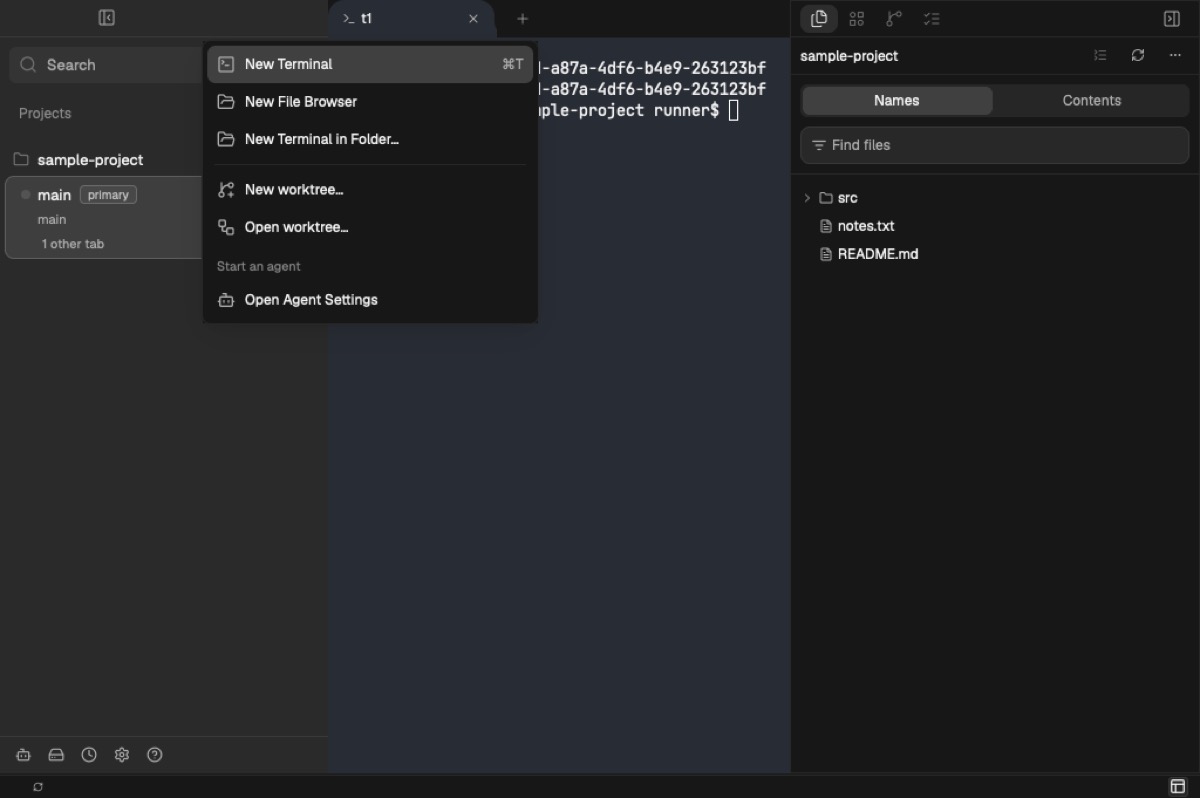 t1
Search
Projects
sample-project
main primary
main
1 other tab
New Terminal ⌘T
New File Browser
New Terminal in Folder…
New worktree…
Open worktree…
Start an agent
Open Agent Settings
-a87a-4df6-b4e9-263123bf
-a87a-4df6-b4e9-263123bf
ple-project runner$
sample-project
Names Contents
Find files
src
notes.txt
README.md